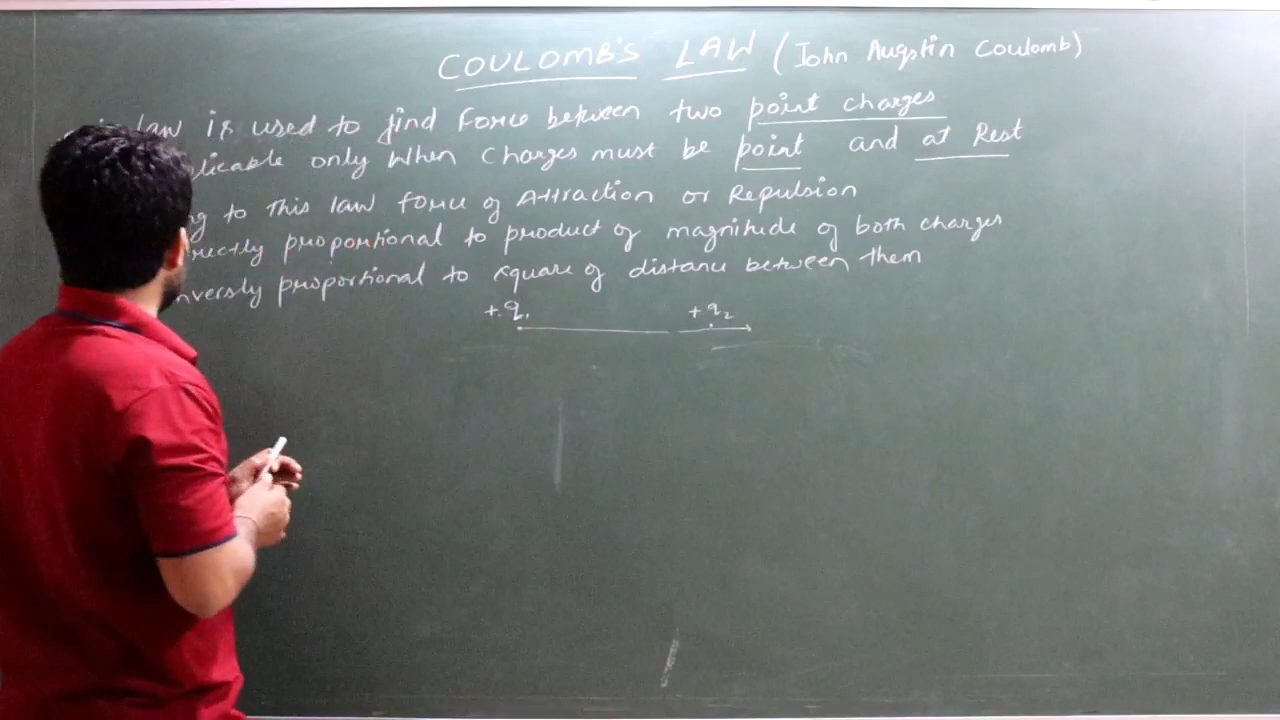 COULOMB'S LAW (John Augstin Coulomb)
law is used to find Force between two point charges
only When Charges must be point and at Rest
to This law force of Attraction or Repulsion
proportional to product of magnitude of both charges
proportional to square of distance between them
+q1 +q2